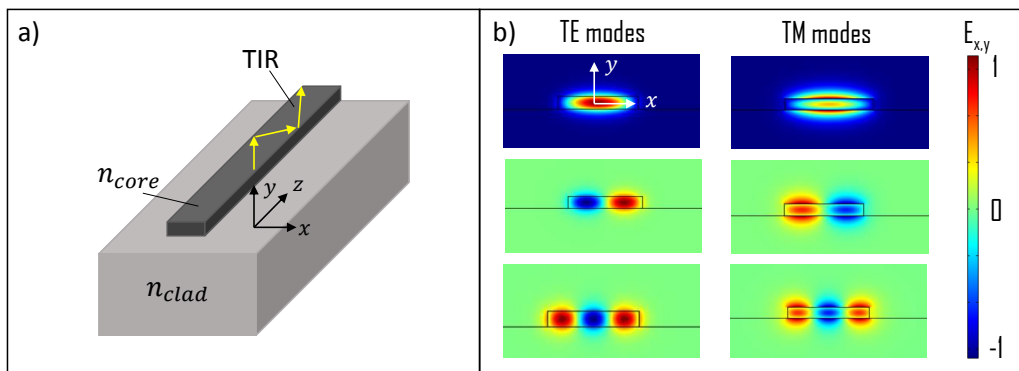 a)
TIR
n_core
y
z
x
n_clad
b)
TE modes
TM modes
E_x,y
y
x
1
0
-1